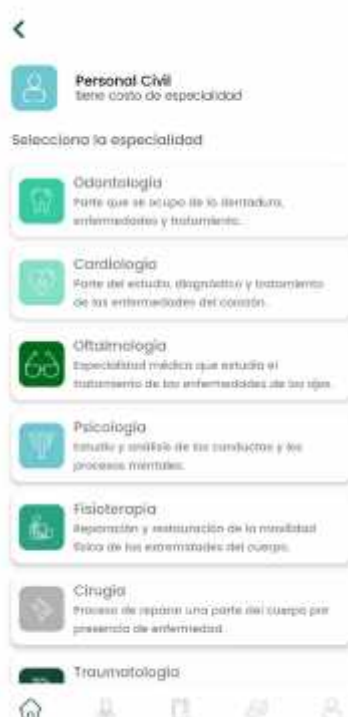 Personal Civil
tiene costo de especialidad
Selecciona la especialidad
Odontología
Parte que se ocupa de la dentadura,
enfermedades y tratamiento.
Cardiología
Parte del estudio, diagnóstico y tratamiento
de las enfermedades del corazón.
Oftalmología
Especialidad médica que estudia el
tratamiento de las enfermedades de los ojos.
Psicología
Estudio y análisis de las conductas y los
procesos mentales.
Fisioterapia
Reparación y restauración de la movilidad
física de las extremidades del cuerpo.
Cirugía
Proceso de reparar una parte del cuerpo por
presencia de enfermedad.
Traumatología